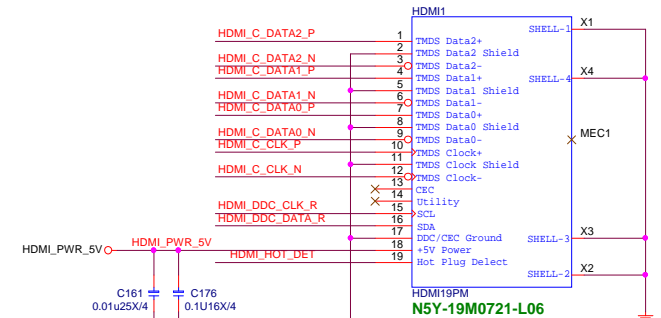 HDMI1
HDMI_C_DATA2_P 1 TMDS Data2+ SHELL-1 X1
2 TMDS Data2 Shield
HDMI_C_DATA2_N 3 TMDS Data2-
HDMI_C_DATA1_P 4 TMDS Data1+ SHELL-4 X4
5 TMDS Data1 Shield
HDMI_C_DATA1_N 6 TMDS Data1-
HDMI_C_DATA0_P 7 TMDS Data0+
8 TMDS Data0 Shield MEC1
HDMI_C_DATA0_N 9 TMDS Data0-
HDMI_C_CLK_P 10 TMDS Clock+
11 TMDS Clock Shield
HDMI_C_CLK_N 12 TMDS Clock-
13 CEC
14 Utility
HDMI_DDC_CLK_R 15 SCL
HDMI_DDC_DATA_R 16 SDA
17 DDC/CEC Ground SHELL-3 X3
HDMI_PWR_5V HDMI_PWR_5V 18 +5V Power
HDMI_HOT_DET 19 Hot Plug Delect
SHELL-2 X2
C161 C176 HDMI19PM
0.01u25X/4 0.1U16X/4 N5Y-19M0721-L06